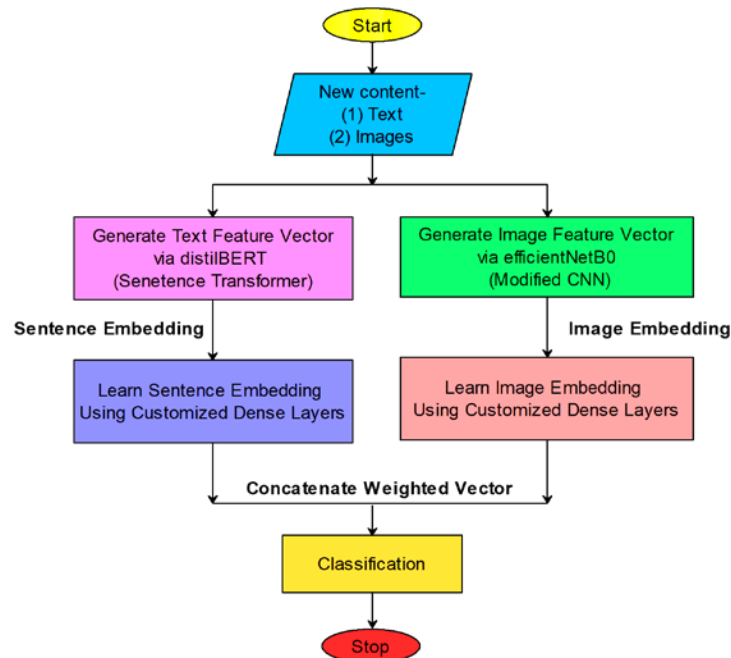 Start
New content-
(1) Text
(2) Images
Generate Text Feature Vector
via distilBERT
(Senetence Transformer)
Generate Image Feature Vector
via efficientNetB0
(Modified CNN)
Sentence Embedding
Image Embedding
Learn Sentence Embedding
Using Customized Dense Layers
Learn Image Embedding
Using Customized Dense Layers
Concatenate Weighted Vector
Classification
Stop